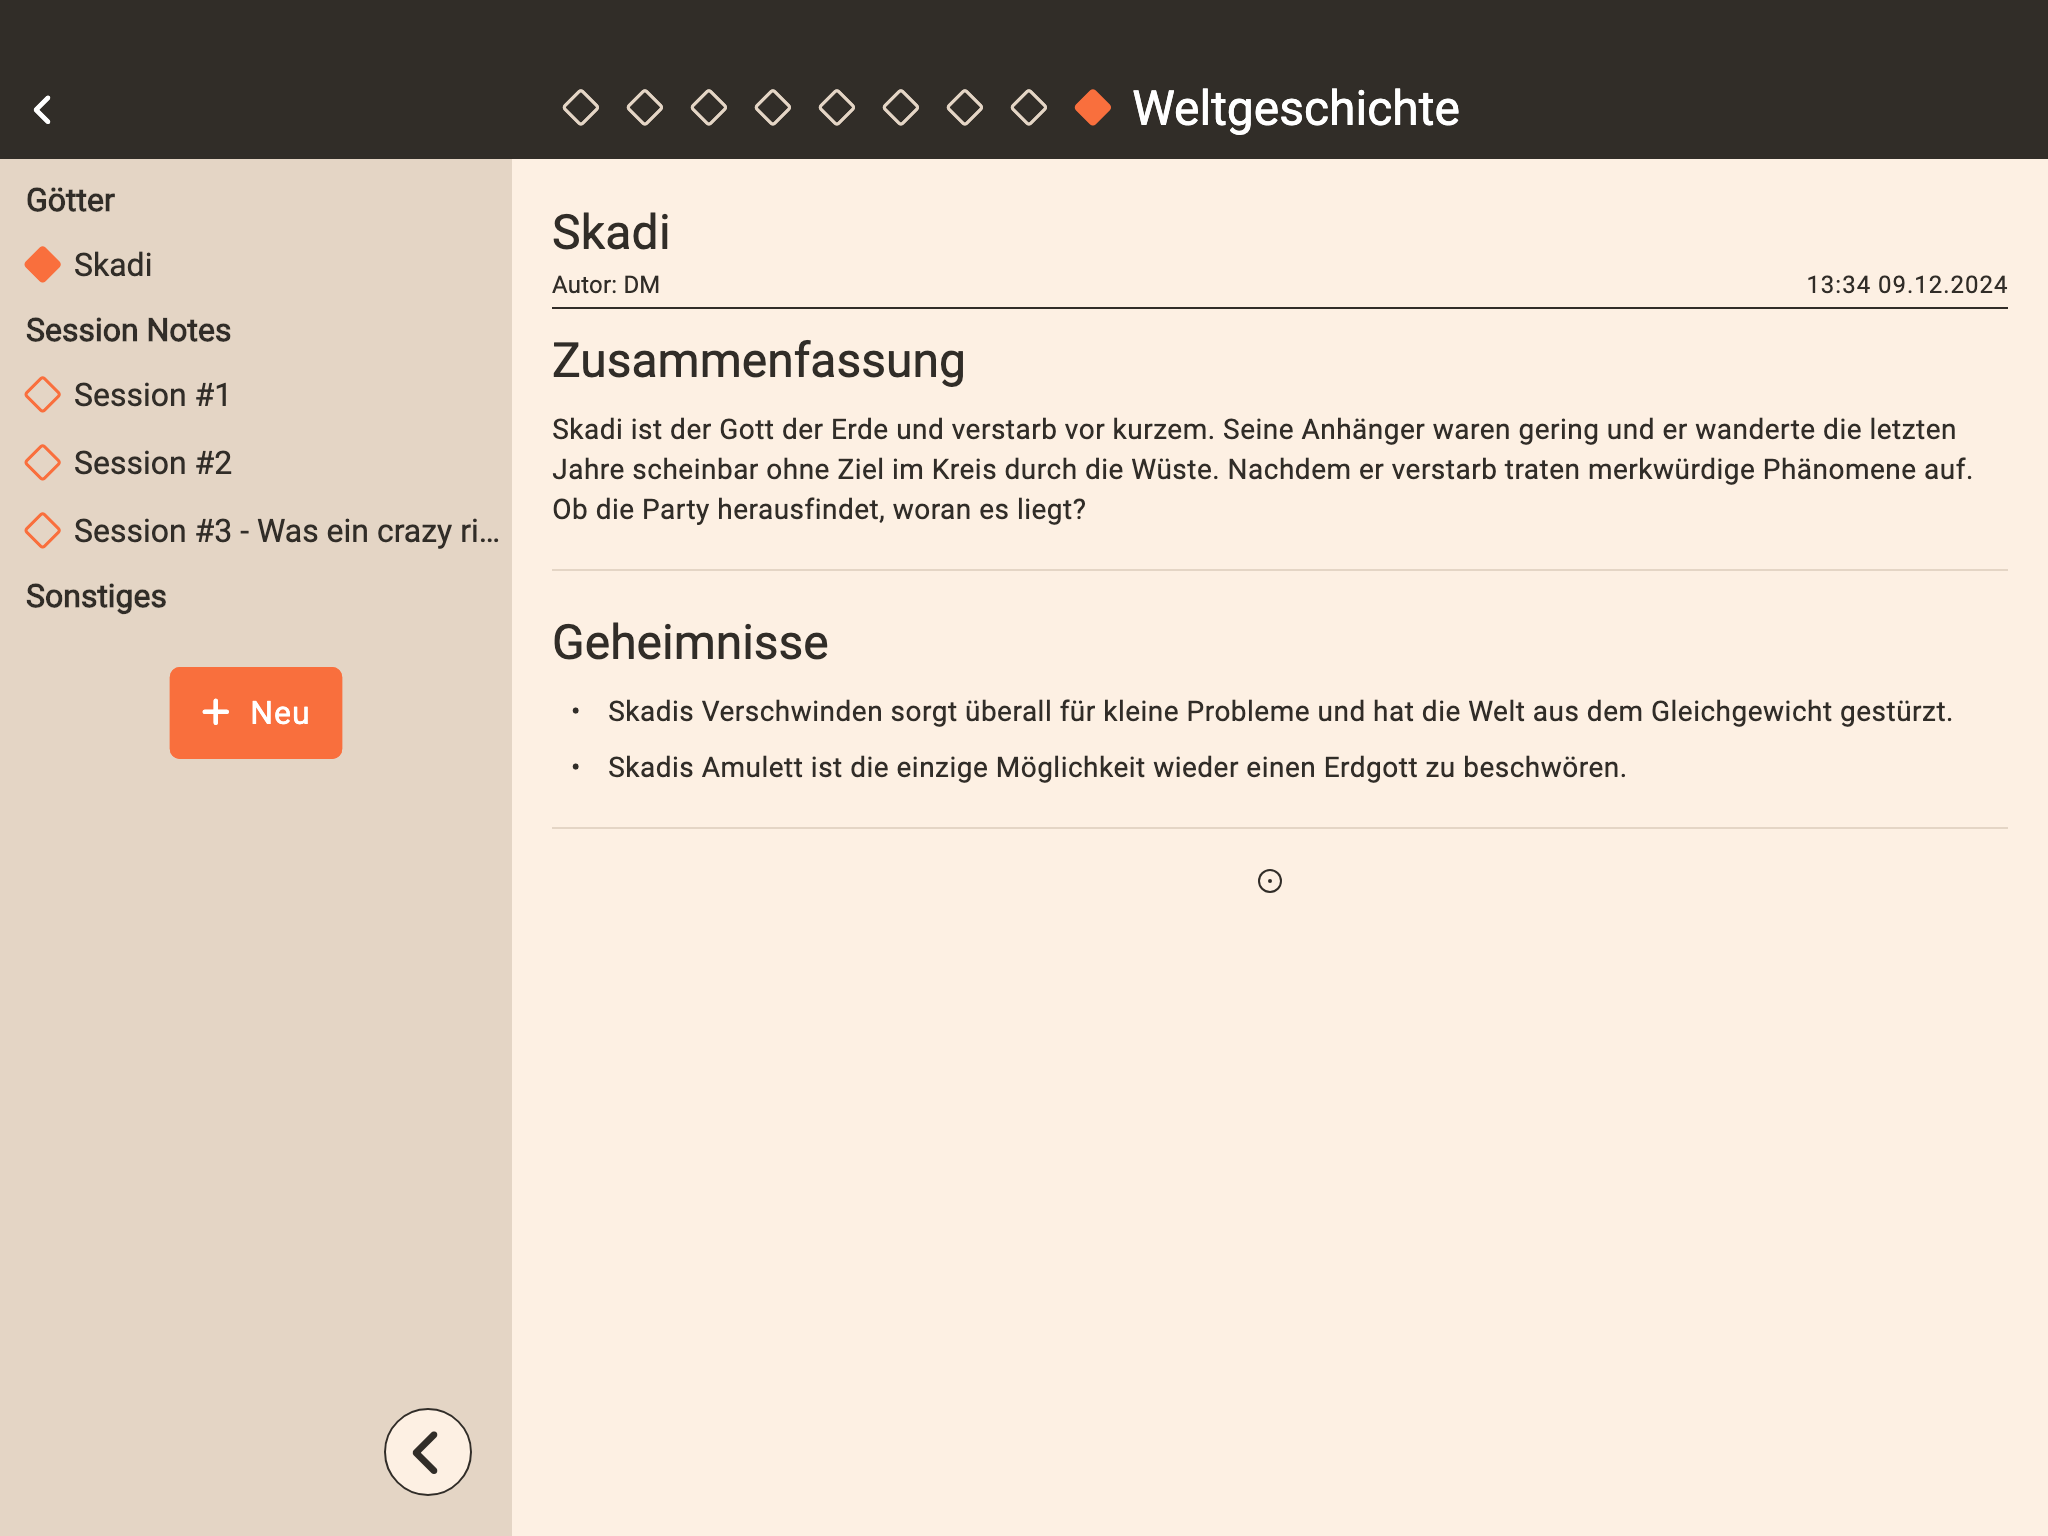 Weltgeschichte
Götter
Skadi
Session Notes
Session #1
Session #2
Session #3 - Was ein crazy ri...
Sonstiges
+ Neu
Skadi
Autor: DM
13:34 09.12.2024
Zusammenfassung
Skadi ist der Gott der Erde und verstarb vor kurzem. Seine Anhänger waren gering und er wanderte die letzten
Jahre scheinbar ohne Ziel im Kreis durch die Wüste. Nachdem er verstarb traten merkwürdige Phänomene auf.
Ob die Party herausfindet, woran es liegt?
Geheimnisse
• Skadis Verschwinden sorgt überall für kleine Probleme und hat die Welt aus dem Gleichgewicht gestürzt.
• Skadis Amulett ist die einzige Möglichkeit wieder einen Erdgott zu beschwören.